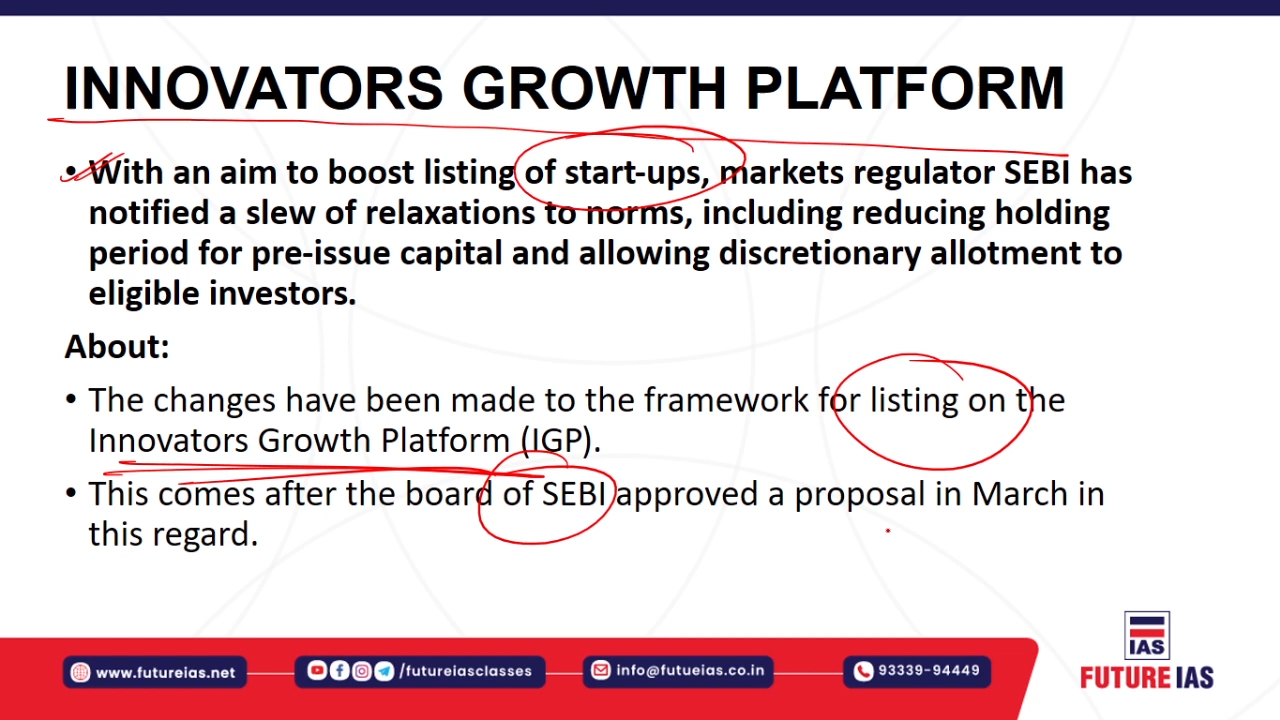 INNOVATORS GROWTH PLATFORM
• With an aim to boost listing of start-ups, markets regulator SEBI has
notified a slew of relaxations to norms, including reducing holding
period for pre-issue capital and allowing discretionary allotment to
eligible investors.
About:
• The changes have been made to the framework for listing on the
Innovators Growth Platform (IGP).
• This comes after the board of SEBI approved a proposal in March in
this regard.
IAS
FUTURE IAS
www.futureias.net
/futureiasclasses
info@futueias.co.in
93339-94449